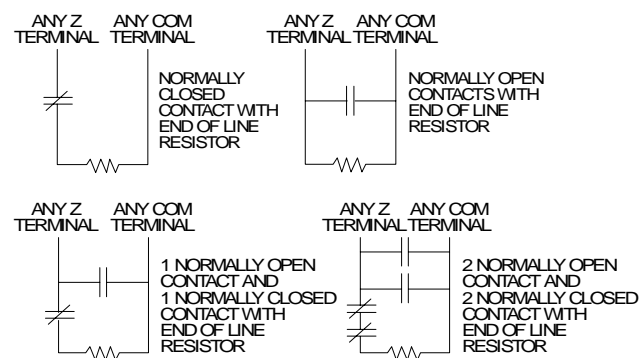 ANY Z ANY COM
TERMINAL TERMINAL
NORMALLY
CLOSED
CONTACT WITH
END OF LINE
RESISTOR
ANY Z ANY COM
TERMINAL TERMINAL
NORMALLY OPEN
CONTACTS WITH
END OF LINE
RESISTOR
ANY Z ANY COM
TERMINAL TERMINAL
1 NORMALLY OPEN
CONTACT AND
1 NORMALLY CLOSED
CONTACT WITH
END OF LINE
RESISTOR
ANY Z ANY COM
TERMINAL TERMINAL
2 NORMALLY OPEN
CONTACT AND
2 NORMALLY CLOSED
CONTACT WITH
END OF LINE
RESISTOR